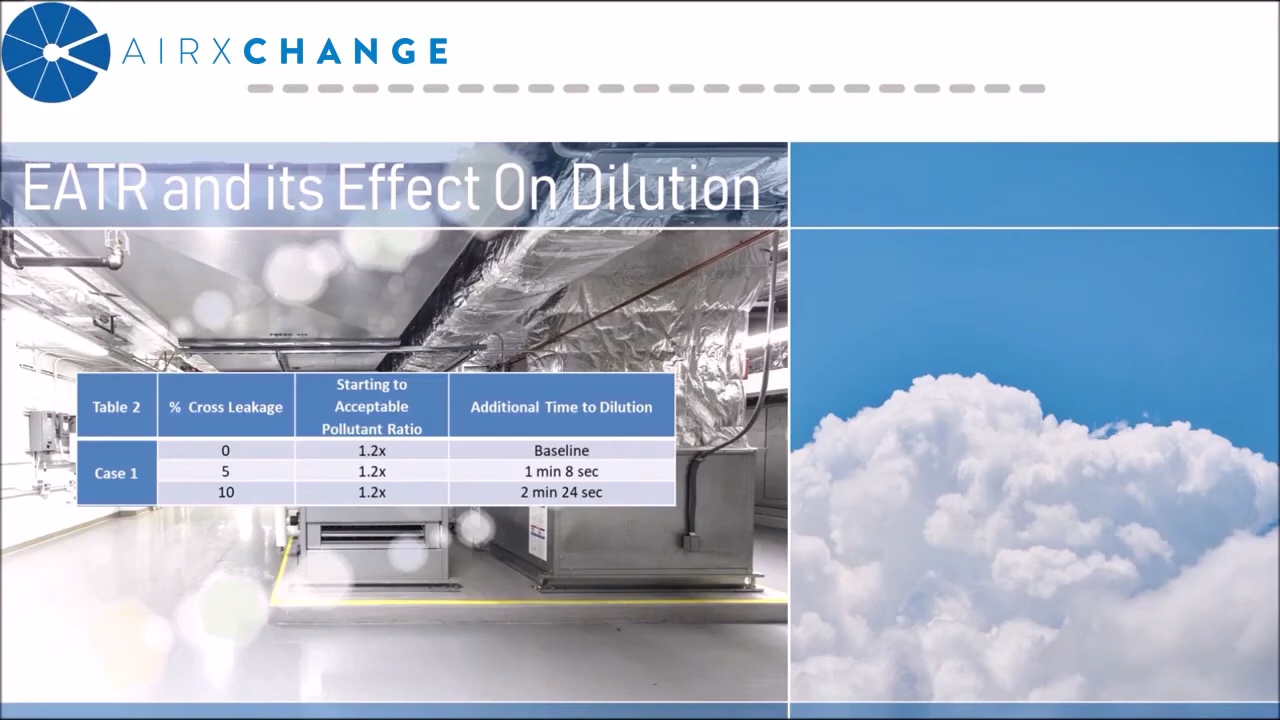 AIRXCHANGE
EATR and its Effect On Dilution
Table 2
% Cross Leakage
Starting to
Acceptable
Pollutant Ratio
Additional Time to Dilution
Case 1
0 1.2x Baseline
5 1.2x 1 min 8 sec
10 1.2x 2 min 24 sec